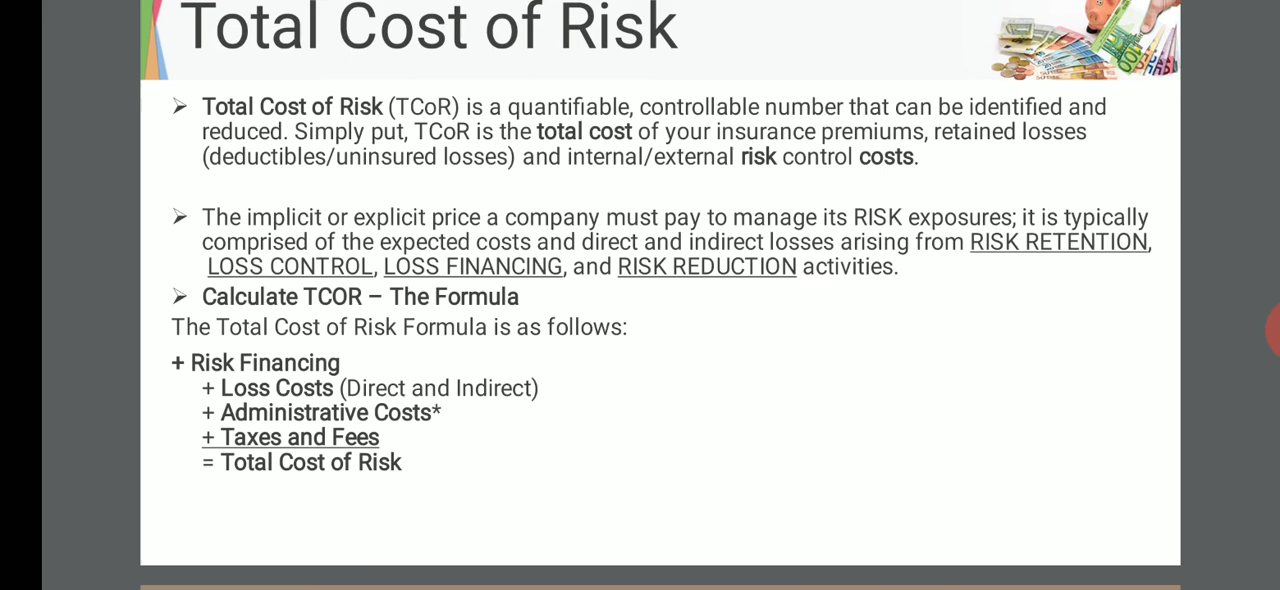 Total Cost of Risk
➢ Total Cost of Risk (TCoR) is a quantifiable, controllable number that can be identified and
reduced. Simply put, TCoR is the total cost of your insurance premiums, retained losses
(deductibles/uninsured losses) and internal/external risk control costs.
➢ The implicit or explicit price a company must pay to manage its RISK exposures; it is typically
comprised of the expected costs and direct and indirect losses arising from RISK RETENTION,
LOSS CONTROL, LOSS FINANCING, and RISK REDUCTION activities.
➢ Calculate TCOR – The Formula
The Total Cost of Risk Formula is as follows:
+ Risk Financing
+ Loss Costs (Direct and Indirect)
+ Administrative Costs*
+ Taxes and Fees
= Total Cost of Risk
100